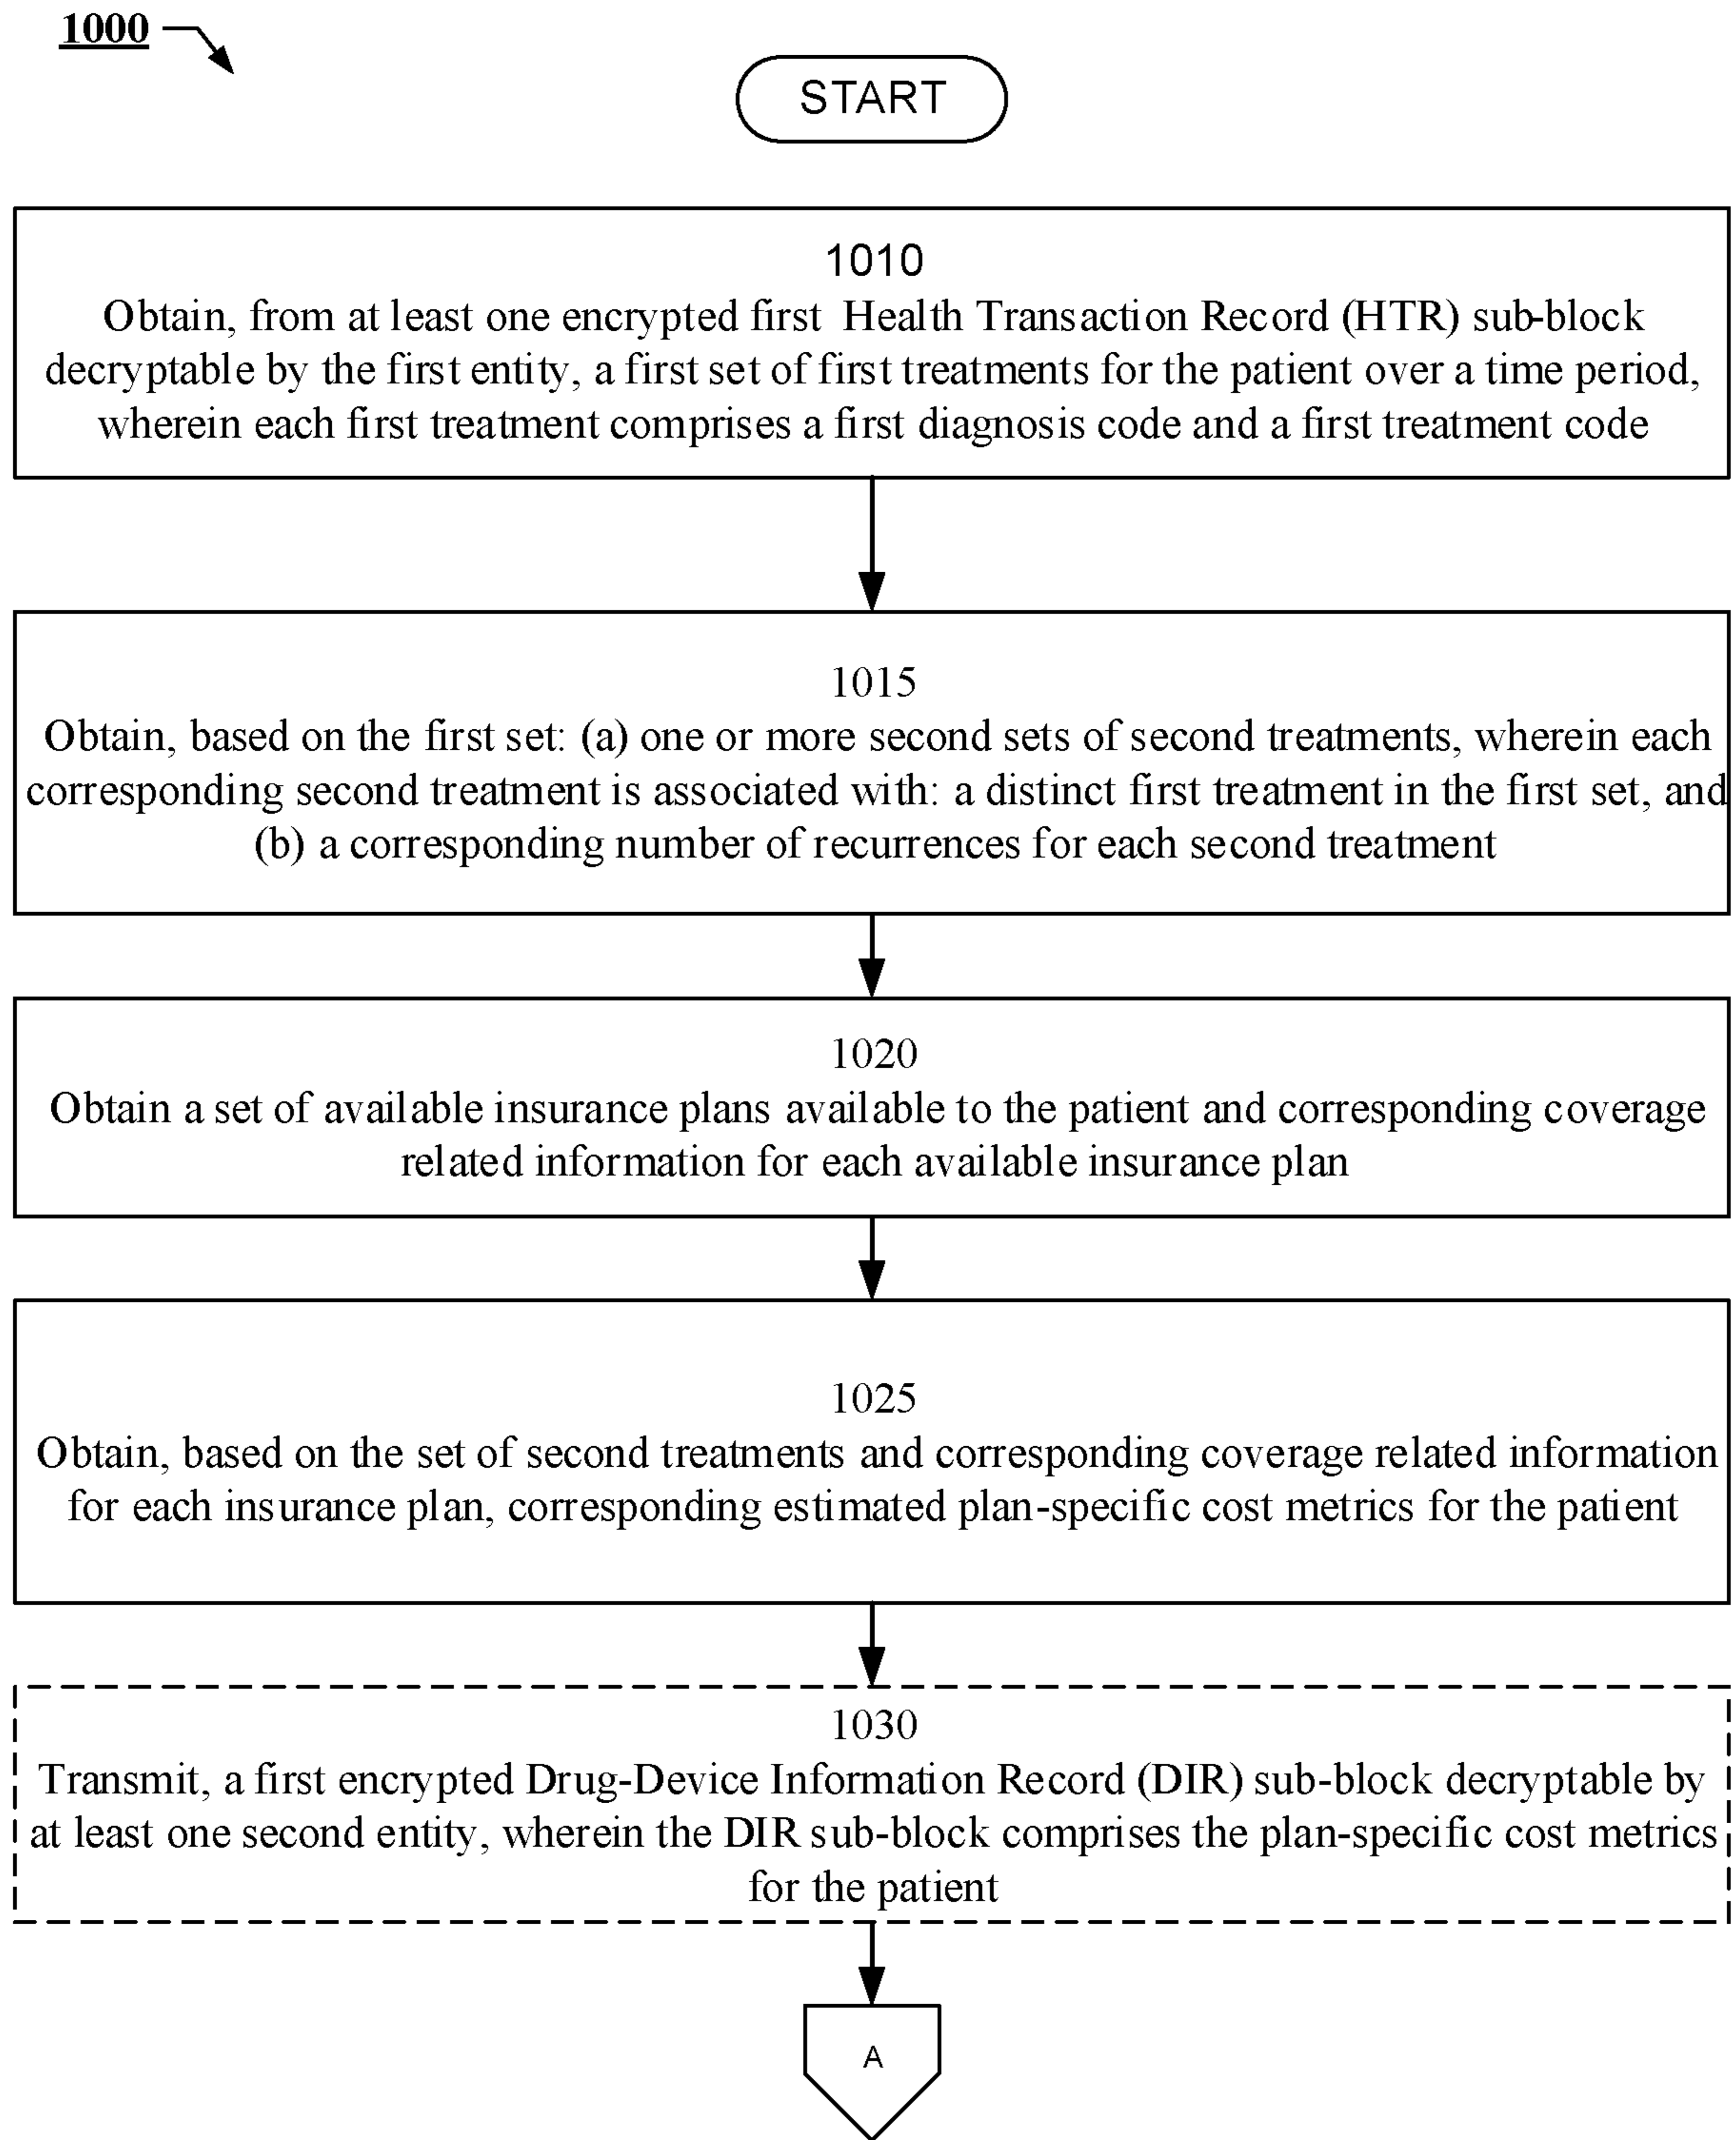 1000
START
1010
Obtain, from at least one encrypted first Health Transaction Record (HTR) sub-block
decryptable by the first entity, a first set of first treatments for the patient over a time period,
wherein each first treatment comprises a first diagnosis code and a first treatment code
1015
Obtain, based on the first set: (a) one or more second sets of second treatments, wherein each
corresponding second treatment is associated with: a distinct first treatment in the first set, and
(b) a corresponding number of recurrences for each second treatment
1020
Obtain a set of available insurance plans available to the patient and corresponding coverage
related information for each available insurance plan
1025
Obtain, based on the set of second treatments and corresponding coverage related information
for each insurance plan, corresponding estimated plan-specific cost metrics for the patient
1030
Transmit, a first encrypted Drug-Device Information Record (DIR) sub-block decryptable by
at least one second entity, wherein the DIR sub-block comprises the plan-specific cost metrics
for the patient
A